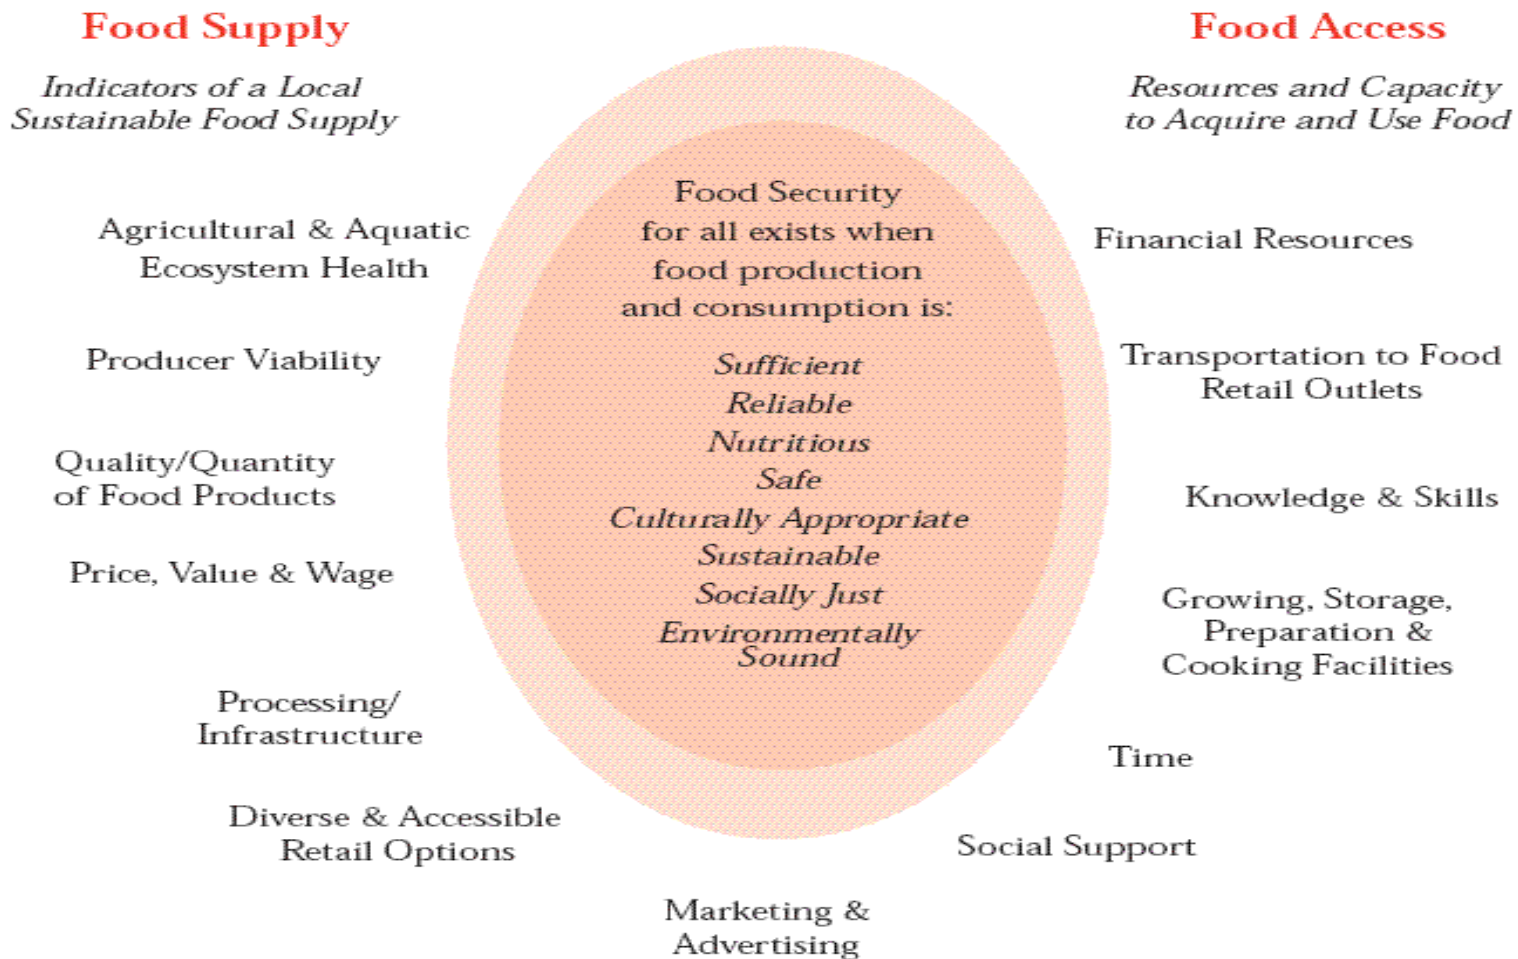 Food Supply
Indicators of a Local
Sustainable Food Supply
Agricultural & Aquatic
Ecosystem Health
Producer Viability
Quality/Quantity
of Food Products
Price, Value & Wage
Processing/
Infrastructure
Diverse & Accessible
Retail Options
Food Security
for all exists when
food production
and consumption is:
Sufficient
Reliable
Nutritious
Safe
Culturally Appropriate
Sustainable
Socially Just
Environmentally
Sound
Marketing &
Advertising
Food Access
Resources and Capacity
to Acquire and Use Food
Financial Resources
Transportation to Food
Retail Outlets
Knowledge & Skills
Growing, Storage,
Preparation &
Cooking Facilities
Time
Social Support